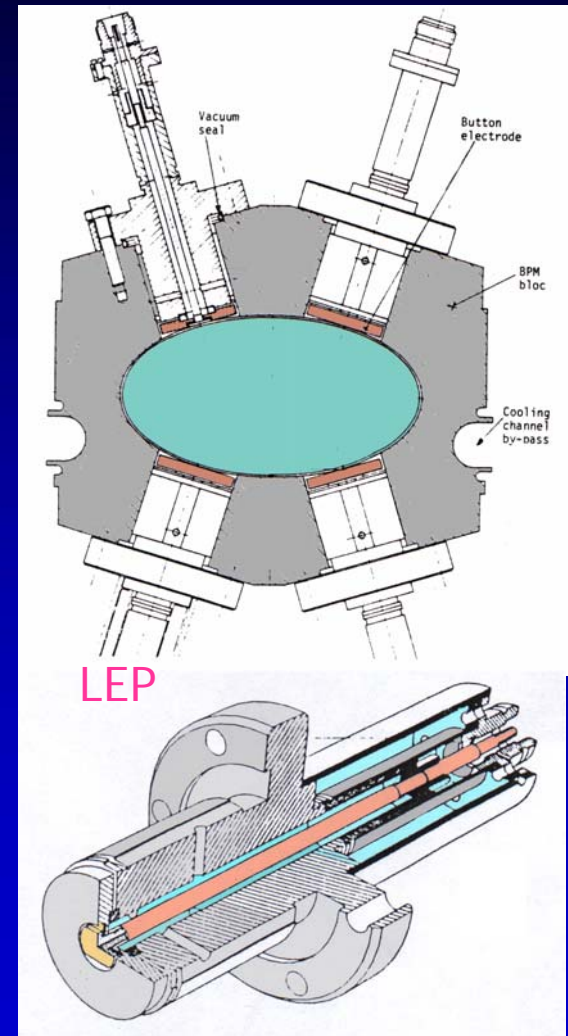 Vacuum
seal
Button
electrode
BPM
bloc
Cooling
channel
by-pass
LEP